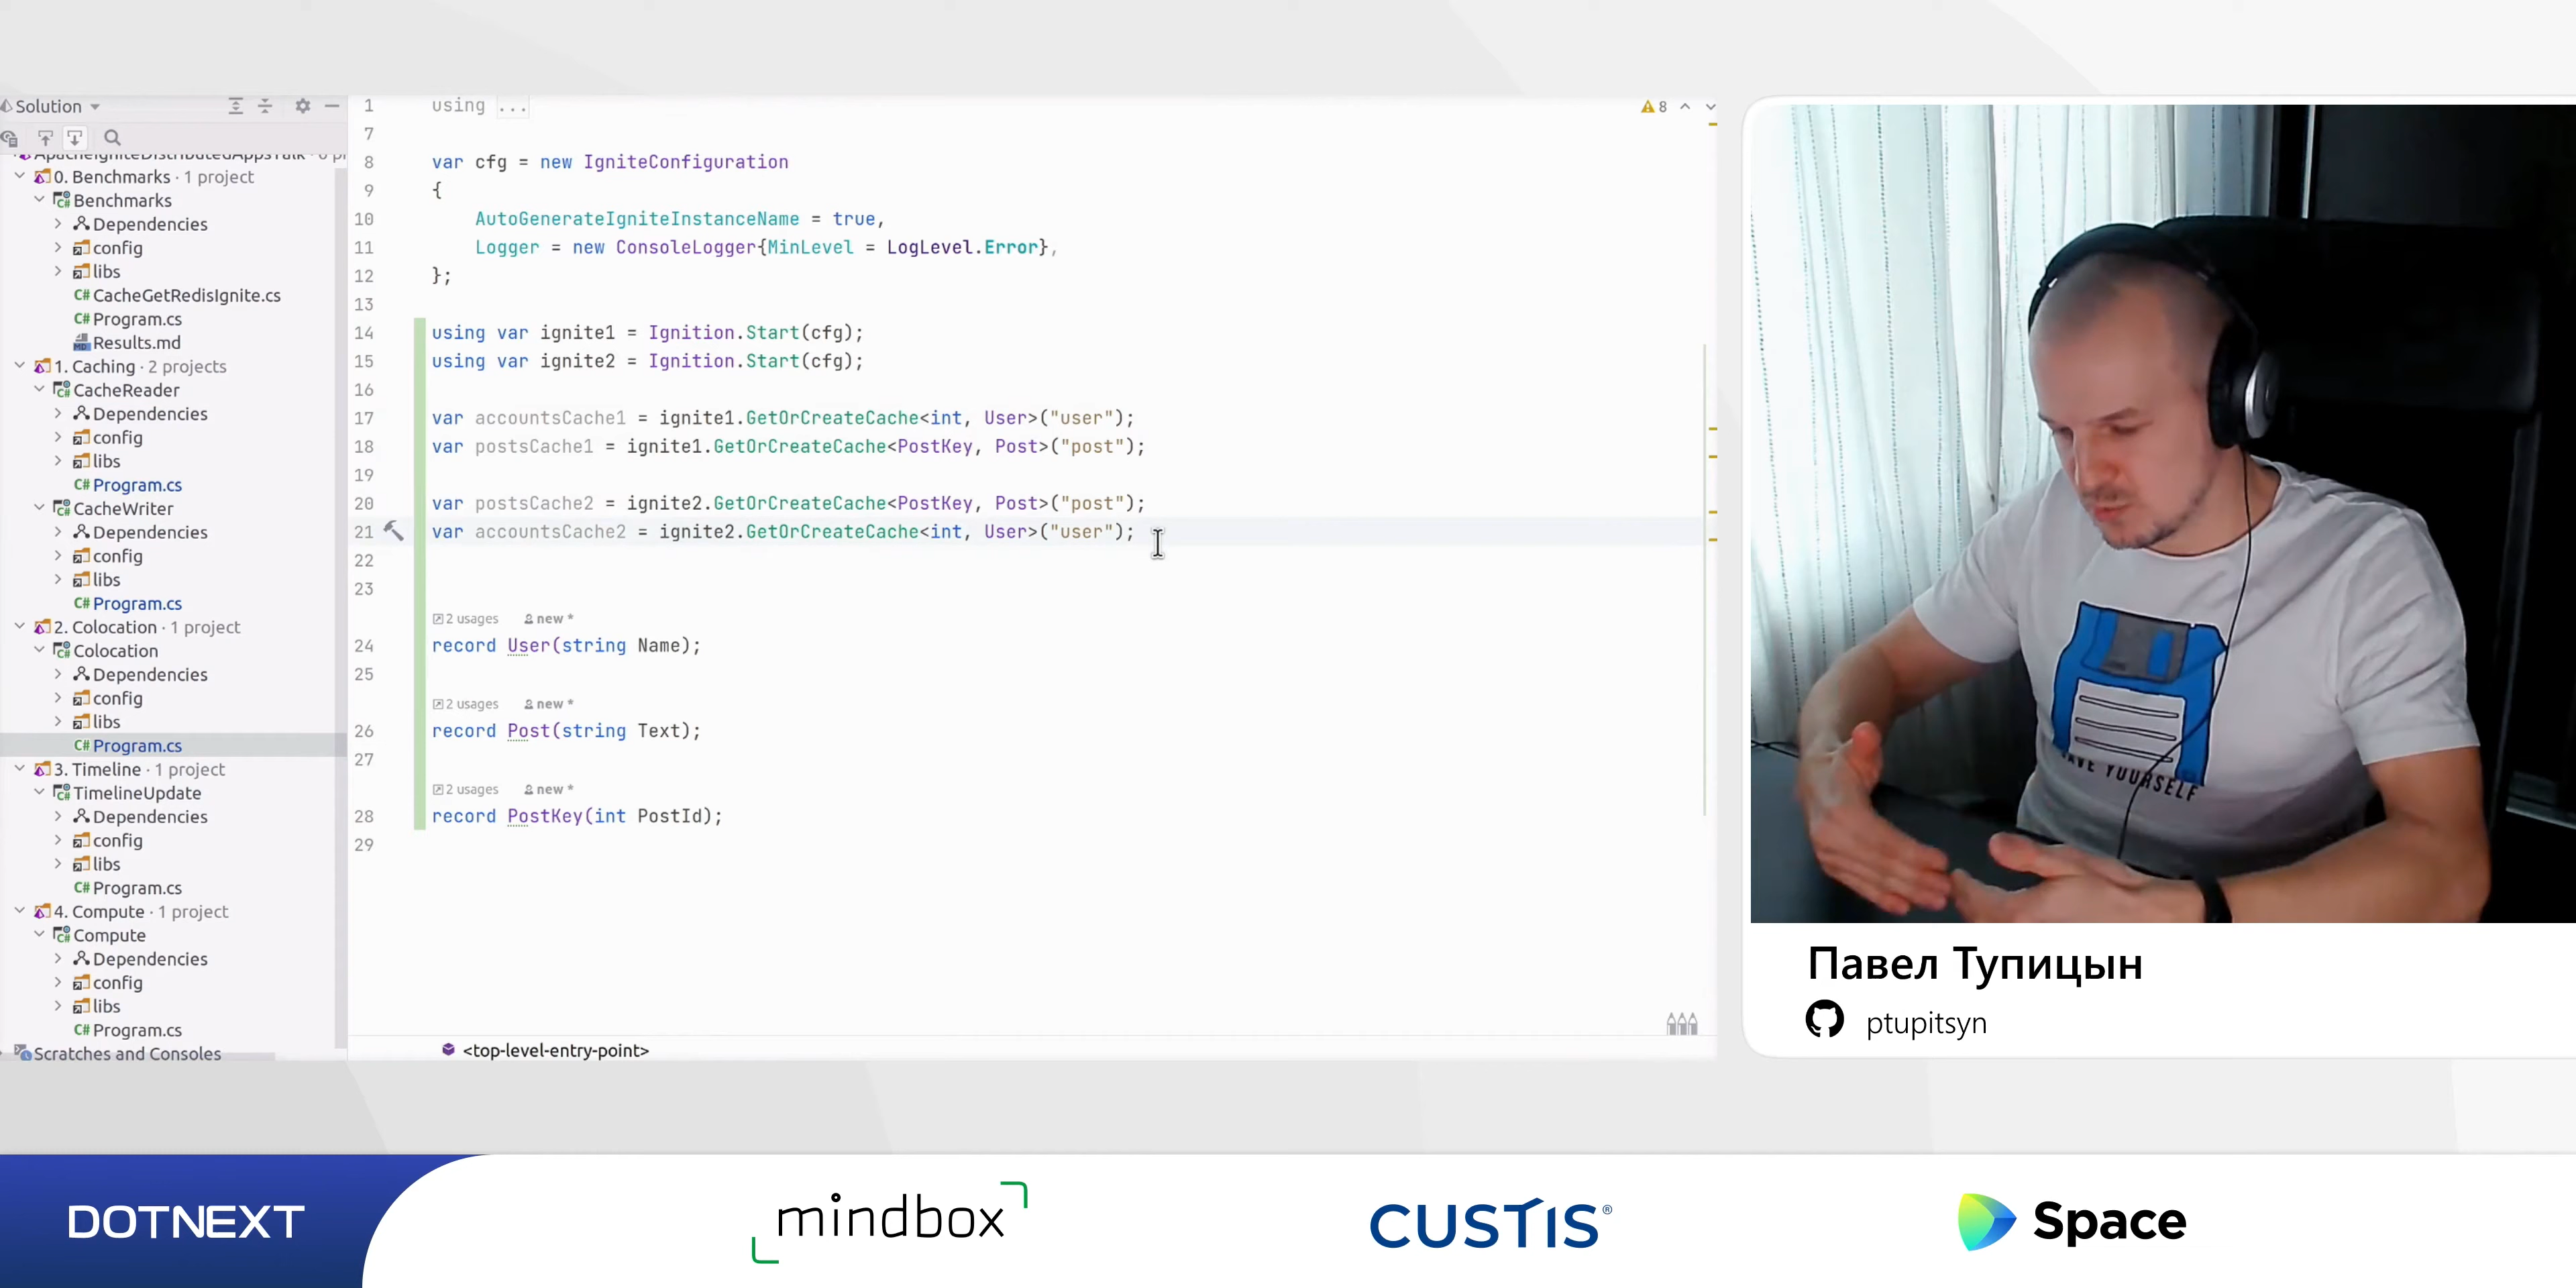 Solution
ApacheIgniteDistributedAppsTalk
0. Benchmarks · 1 project
Benchmarks
Dependencies
config
libs
C# CacheGetRedisIgnite.cs
C# Program.cs
Results.md
1. Caching · 2 projects
CacheReader
Dependencies
config
libs
C# Program.cs
CacheWriter
Dependencies
config
libs
C# Program.cs
2. Colocation · 1 project
Colocation
Dependencies
config
libs
C# Program.cs
3. Timeline · 1 project
TimelineUpdate
Dependencies
config
libs
C# Program.cs
4. Compute · 1 project
Compute
Dependencies
config
libs
C# Program.cs
Scratches and Consoles
8
1 using ...
7
8 var cfg = new IgniteConfiguration
9 {
10 AutoGenerateIgniteInstanceName = true,
11 Logger = new ConsoleLogger{MinLevel = LogLevel.Error},
12 };
13
14 using var ignite1 = Ignition.Start(cfg);
15 using var ignite2 = Ignition.Start(cfg);
16
17 var accountsCache1 = ignite1.GetOrCreateCache<int, User>("user");
18 var postsCache1 = ignite1.GetOrCreateCache<PostKey, Post>("post");
19
20 var postsCache2 = ignite2.GetOrCreateCache<PostKey, Post>("post");
21 var accountsCache2 = ignite2.GetOrCreateCache<int, User>("user");
22
23
2 usages new *
24 record User(string Name);
25
2 usages new *
26 record Post(string Text);
27
2 usages new *
28 record PostKey(int PostId);
29
<top-level-entry-point>
AVE YOURSELF
Павел Тупицын
ptupitsyn
DOTNEXT
mindbox
CUSTIS®
Space